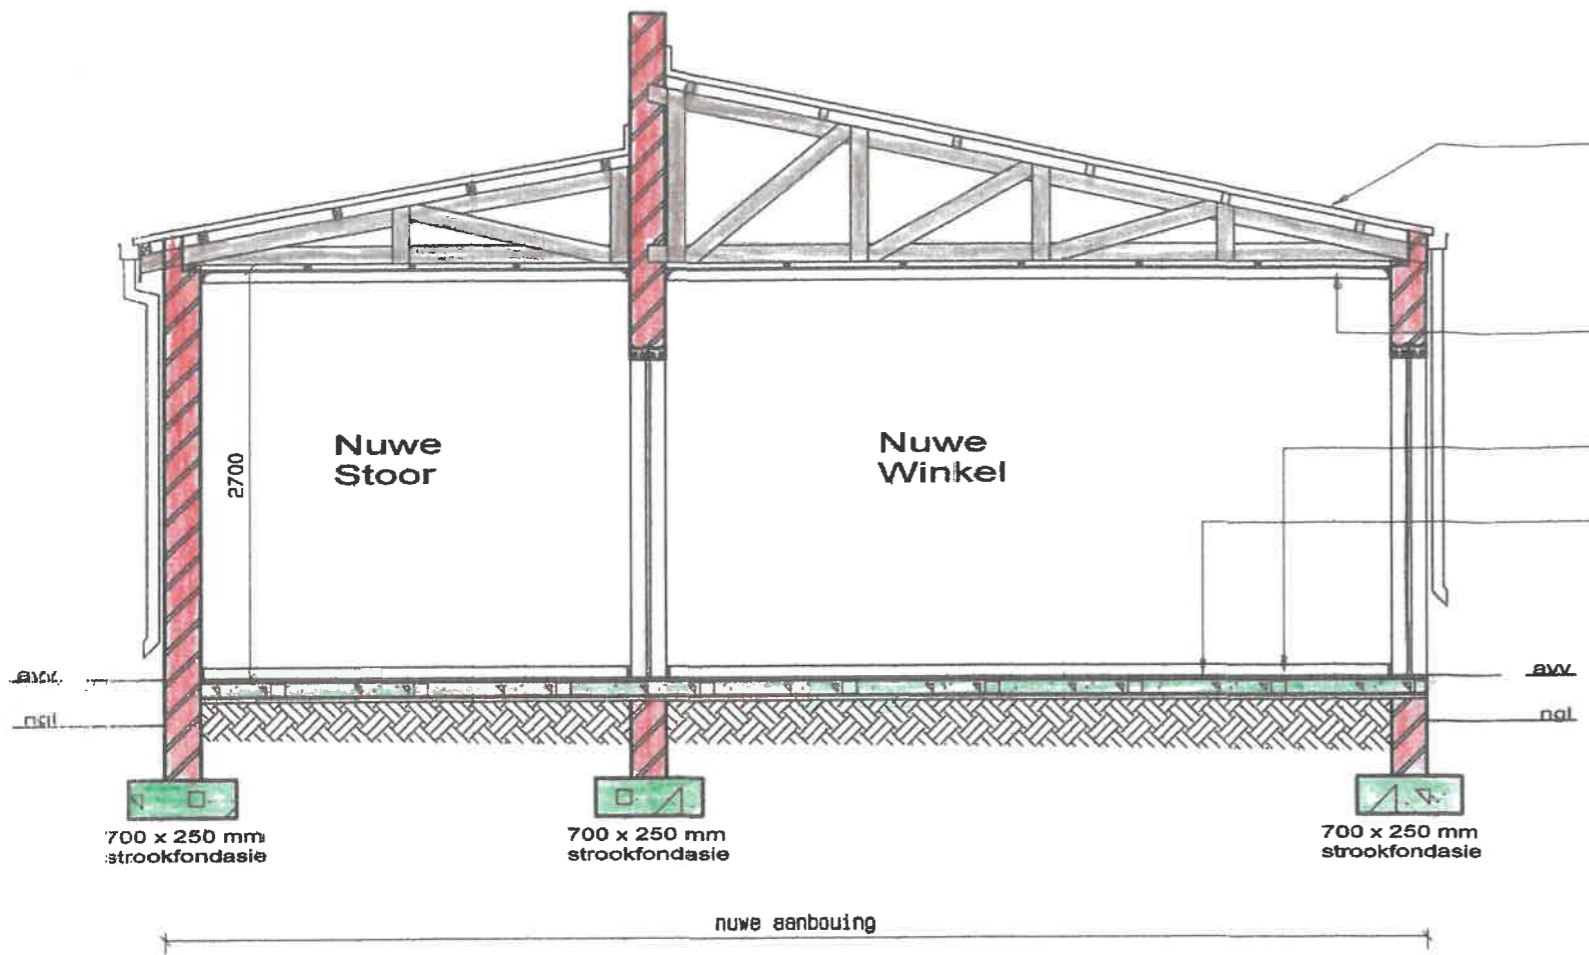 Nuwe
Stoor
Nuwe
Winkel
2700
avv
ngl
700 x 250 mm
strookfondasie
700 x 250 mm
strookfondasie
700 x 250 mm
strookfondasie
nuwe aanbouing